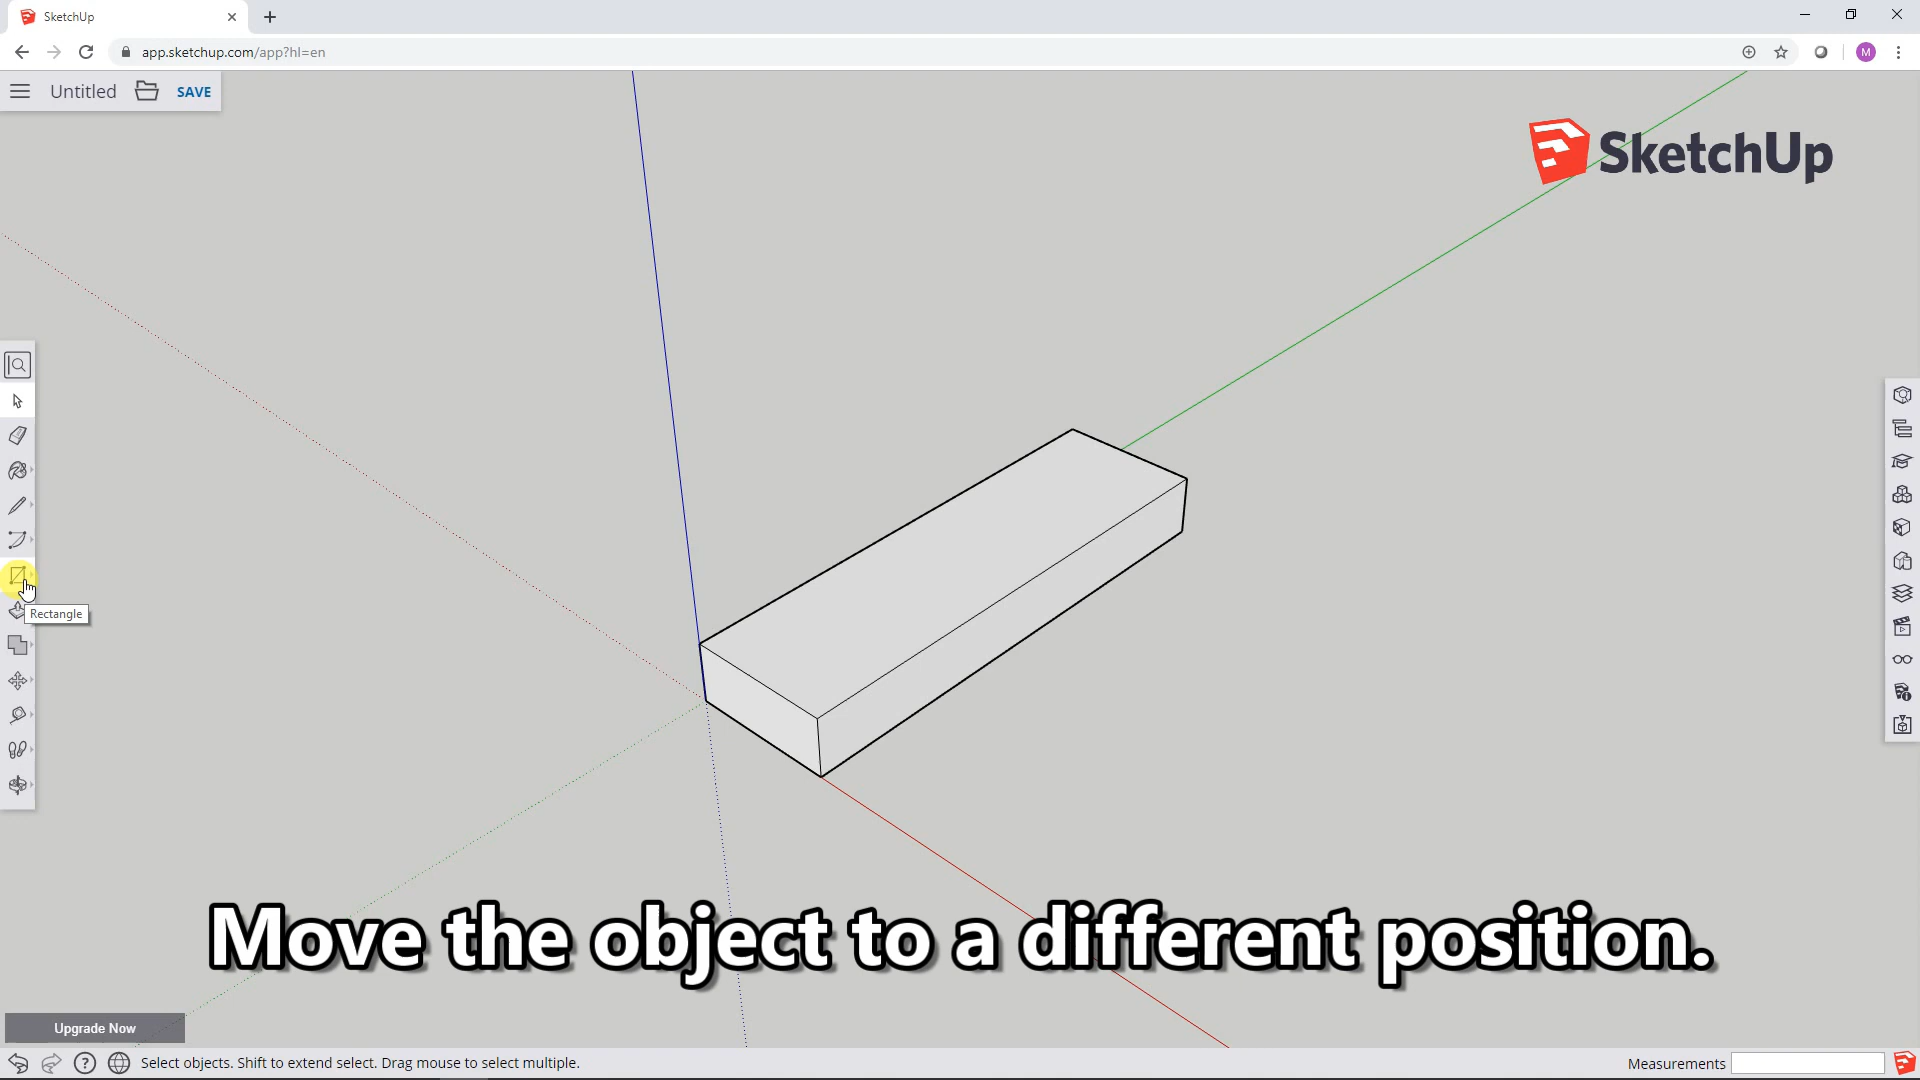 SketchUp
app.sketchup.com/app?hl=en
M
Untitled
SAVE
SketchUp
Rectangle
Move the object to a different position.
Upgrade Now
Select objects. Shift to extend select. Drag mouse to select multiple.
Measurements